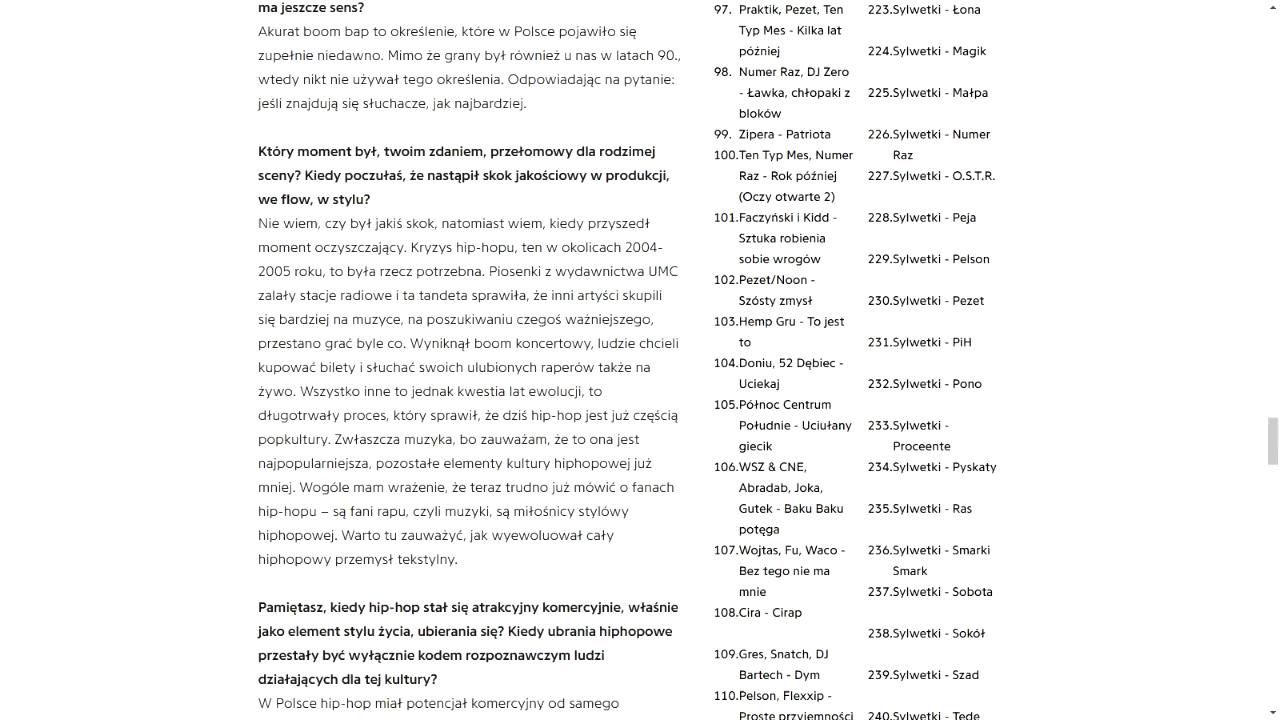 ma jeszcze sens?
Akurat boom bap to określenie, które w Polsce pojawiło się
zupełnie niedawno. Mimo że grany był również u nas w latach 90.,
wtedy nikt nie używał tego określenia. Odpowiadając na pytanie:
jeśli znajdują się słuchacze, jak najbardziej.
Który moment był, twoim zdaniem, przełomowy dla rodzimej
sceny? Kiedy poczułaś, że nastąpił skok jakościowy w produkcji,
we flow, w stylu?
Nie wiem, czy był jakiś skok, natomiast wiem, kiedy przyszedł
moment oczyszczający. Kryzys hip-hopu, ten w okolicach 2004-
2005 roku, to była rzecz potrzebna. Piosenki z wydawnictwa UMC
zalały stacje radiowe i ta tandeta sprawiła, że inni artyści skupili
się bardziej na muzyce, na poszukiwaniu czegoś ważniejszego,
przestano grać byle co. Wyniknął boom koncertowy, ludzie chcieli
kupować bilety i słuchać swoich ulubionych raperów także na
żywo. Wszystko inne to jednak kwestia lat ewolucji, to
długotrwały proces, który sprawił, że dziś hip-hop jest już częścią
popkultury. Zwłaszcza muzyka, bo zauważam, że to ona jest
najpopularniejsza, pozostałe elementy kultury hiphopowej już
mniej. Wogóle mam wrażenie, że teraz trudno już mówić o fanach
hip-hopu – są fani rapu, czyli muzyki, są miłośnicy stylówy
hiphopowej. Warto tu zauważyć, jak wyewoluował cały
hiphopowy przemysł tekstylny.
Pamiętasz, kiedy hip-hop stał się atrakcyjny komercyjnie, właśnie
jako element stylu życia, ubierania się? Kiedy ubrania hiphopowe
przestały być wyłącznie kodem rozpoznawczym ludzi
działających dla tej kultury?
W Polsce hip-hop miał potencjał komercyjny od samego
97. Praktik, Pezet, Ten
Typ Mes - Kilka lat
później
98. Numer Raz, DJ Zero
- Ławka, chłopaki z
bloków
99. Zipera - Patriota
100.Ten Typ Mes, Numer
Raz - Rok później
(Oczy otwarte 2)
101.Faczyński i Kidd -
Sztuka robienia
sobie wrogów
102.Pezet/Noon -
Szósty zmysł
103.Hemp Gru - To jest
to
104.Doniu, 52 Dębiec -
Uciekaj
105.Północ Centrum
Południe - Uciułany
giecik
106.WSZ & CNE,
Abradab, Joka,
Gutek - Baku Baku
potęga
107.Wojtas, Fu, Waco -
Bez tego nie ma
mnie
108.Cira - Cirap
109.Gres, Snatch, DJ
Bartech - Dym
110.Pelson, Flexxip -
Proste przyjemności
223.Sylwetki - Łona
224.Sylwetki - Magik
225.Sylwetki - Małpa
226.Sylwetki - Numer
Raz
227.Sylwetki - O.S.T.R.
228.Sylwetki - Peja
229.Sylwetki - Pelson
230.Sylwetki - Pezet
231.Sylwetki - PiH
232.Sylwetki - Pono
233.Sylwetki -
Proceente
234.Sylwetki - Pyskaty
235.Sylwetki - Ras
236.Sylwetki - Smarki
Smark
237.Sylwetki - Sobota
238.Sylwetki - Sokół
239.Sylwetki - Szad
240.Sylwetki - Tede